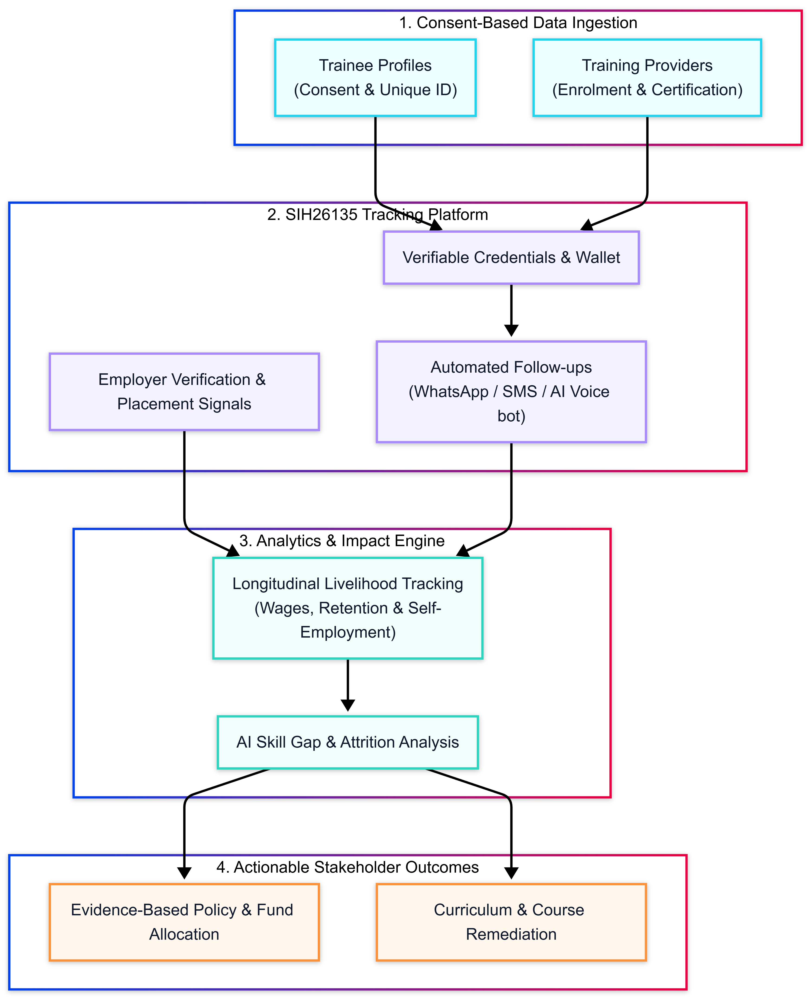 1. Consent-Based Data Ingestion
Trainee Profiles
(Consent & Unique ID)
Training Providers
(Enrolment & Certification)
2. SIH26135 Tracking Platform
Verifiable Credentials & Wallet
Employer Verification &
Placement Signals
Automated Follow-ups
(WhatsApp / SMS / AI Voice
bot)
3. Analytics & Impact Engine
Longitudinal Livelihood Tracking
(Wages, Retention & Self-
Employment)
AI Skill Gap & Attrition Analysis
4. Actionable Stakeholder Outcomes
Evidence-Based Policy & Fund
Allocation
Curriculum & Course
Remediation